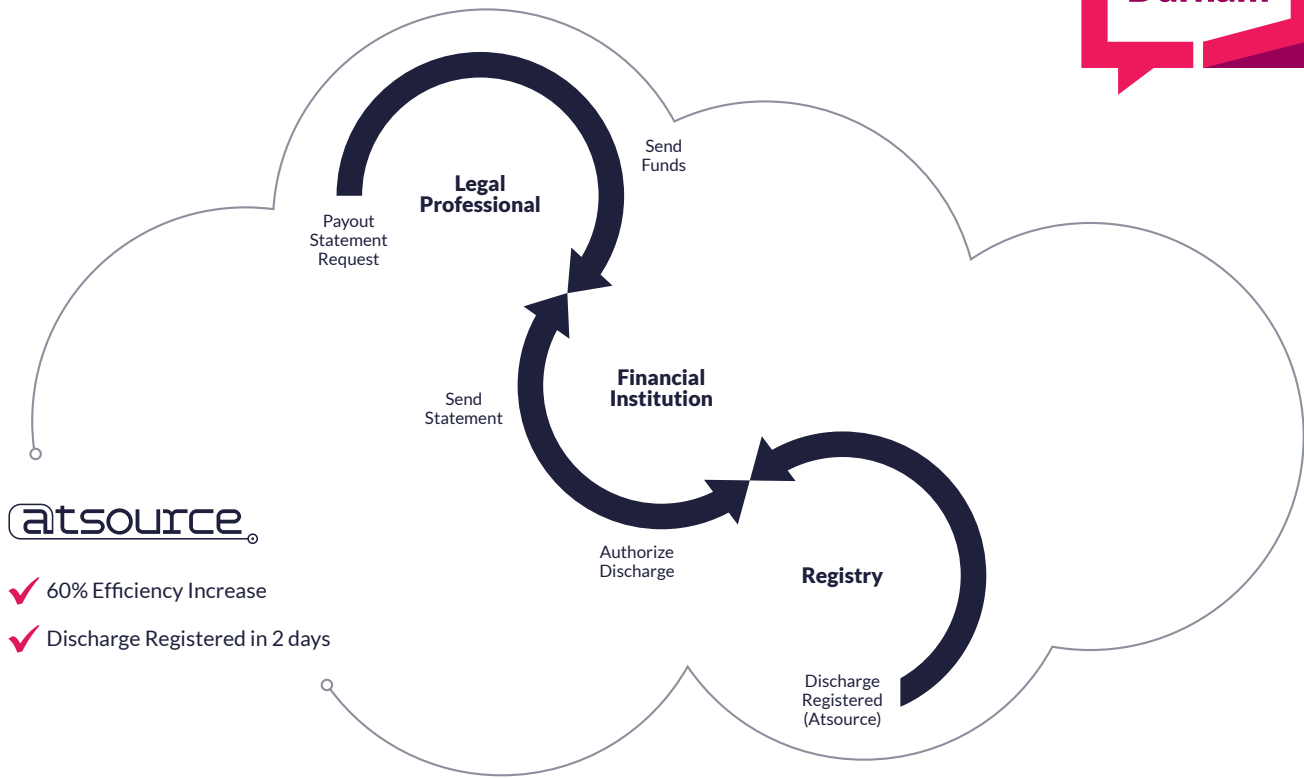 Durham
Send
Funds
Legal
Professional
Payout
Statement
Request
Financial
Institution
Send
Statement
atsource
Authorize
Discharge
Registry
60% Efficiency Increase
Discharge Registered in 2 days
Discharge
Registered
(Atsource)